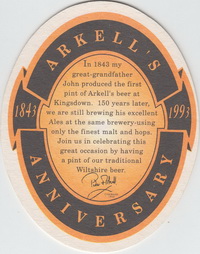 ARKELL'S
1843
1993
In 1843 my
great-grandfather
John produced the first
pint of Arkell's beer at
Kingsdown. 150 years later,
we are still brewing his excellent
Ales at the same brewery-using
only the finest malt and hops.
Join us in celebrating this
great occasion by having
a pint of our traditional
Wiltshire beer.
ANNIVERSARY